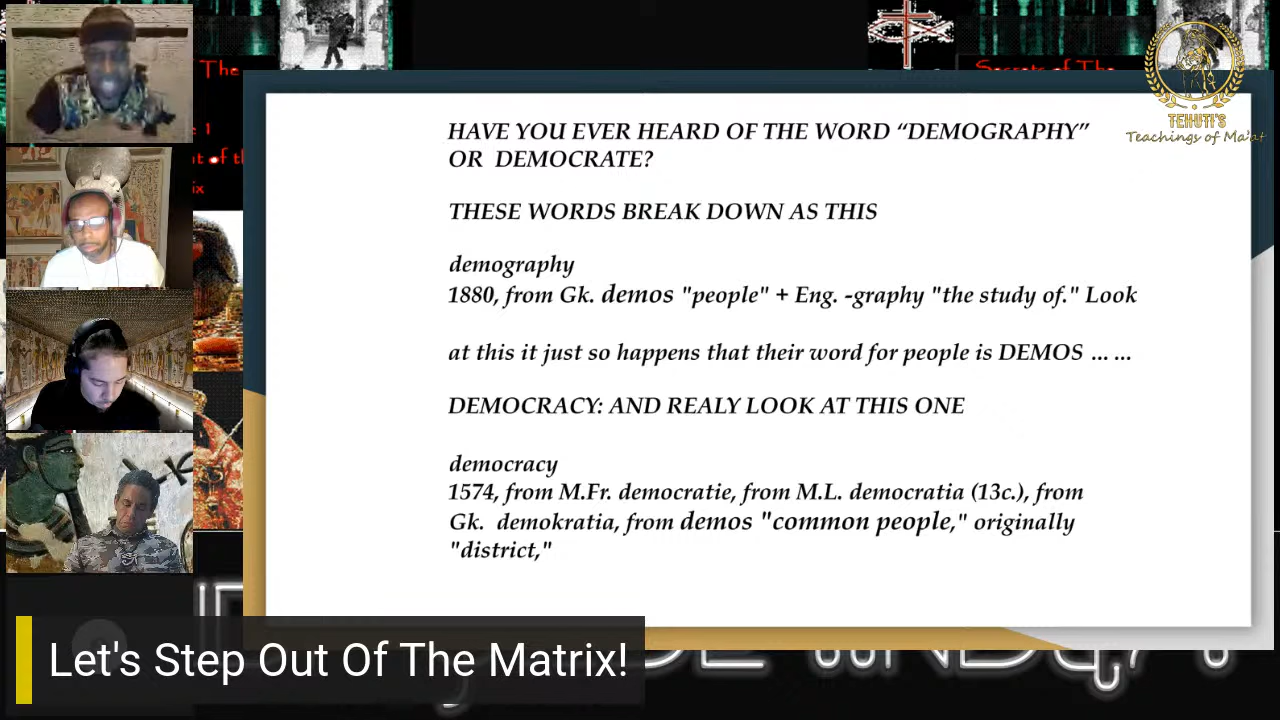 HAVE YOU EVER HEARD OF THE WORD “DEMOGRAPHY”
OR DEMOCRATE?
THESE WORDS BREAK DOWN AS THIS
demography
1880, from Gk. demos "people" + Eng. -graphy "the study of." Look
at this it just so happens that their word for people is DEMOS ... ...
DEMOCRACY: AND REALY LOOK AT THIS ONE
democracy
1574, from M.Fr. democratie, from M.L. democratia (13c.), from
Gk. demokratia, from demos "common people," originally
"district,"
TEHUTI'S
Teachings of Ma'at
The
Secrets of The
Let's Step Out Of The Matrix!